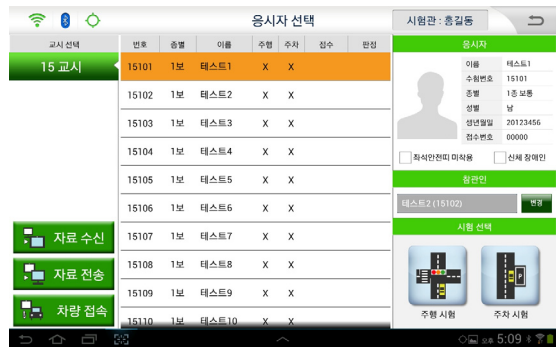 응시자 선택
시험관 : 홍길동
교시 선택
번호 종별 이름 주행 주차 점수 판정
15 교시
15101 1보 테스트1 X X
15102 1보 테스트2 X X
15103 1보 테스트3 X X
15104 1보 테스트4 X X
15105 1보 테스트5 X X
15106 1보 테스트6 X X
15107 1보 테스트7 X X
15108 1보 테스트8 X X
15109 1보 테스트9 X X
15110 1보 테스트10 X X
자료 수신
자료 전송
차량 접속
응시자
이름 테스트1
수험번호 15101
종별 1종 보통
성별 남
생년월일 20123456
접수번호 00000
좌석안전띠 미착용
신체 장애인
참관인
테스트2 (15102)
변경
시험 선택
P
주행 시험
주차 시험
오후 5:09